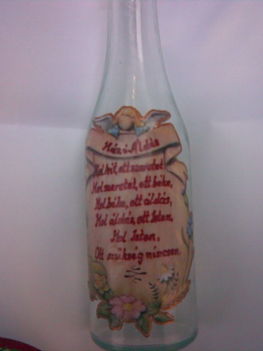 Házi Áldás
Hol hit, ott szeretet,
Hol szeretet, ott béke,
Hol béke, ott áldás,
Hol áldás, ott Isten,
Hol Isten,
Ott szükség nincsen.